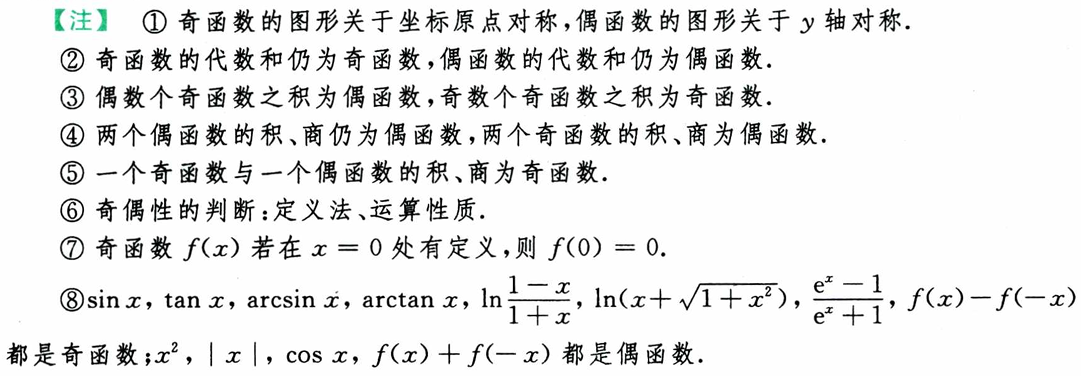 【注】 ① 奇函数的图形关于坐标原点对称,偶函数的图形关于 y 轴对称.
② 奇函数的代数和仍为奇函数,偶函数的代数和仍为偶函数.
③ 偶数个奇函数之积为偶函数,奇数个奇函数之积为奇函数.
④ 两个偶函数的积、商仍为偶函数,两个奇函数的积、商为偶函数.
⑤ 一个奇函数与一个偶函数的积、商为奇函数.
⑥ 奇偶性的判断:定义法、运算性质.
⑦ 奇函数 f(x) 若在 x = 0 处有定义,则 f(0) = 0.
⑧sin x, tan x, arcsin x, arctan x, ln\frac{1-x}{1+x}, ln(x+\sqrt{1+x^2}), \frac{e^x-1}{e^x+1}, f(x)-f(-x)
都是奇函数;x^2, | x |, cos x, f(x)+f(-x) 都是偶函数.